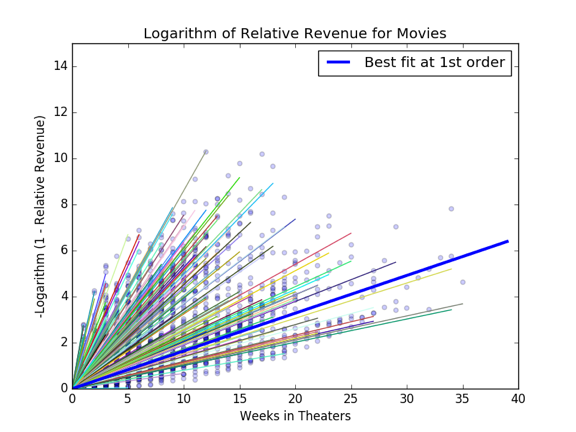 Logarithm of Relative Revenue for Movies
Best fit at 1st order
-Logarithm (1 - Relative Revenue)
14
12
10
8
6
4
2
0
0 5 10 15 20 25 30 35 40
Weeks in Theaters